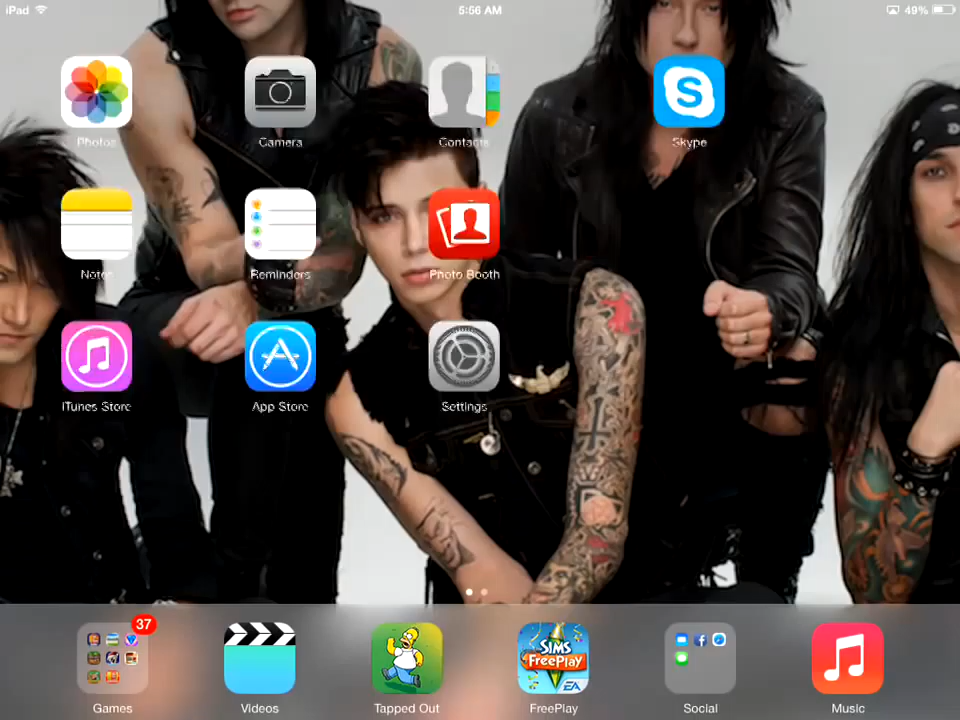 iPad 5:56 AM 49%
Photos Camera Contacts Skype
Notes Reminders Photo Booth
iTunes Store App Store Settings
37
SIMS
FREEPLAY
EA
Games Videos Tapped Out FreePlay Social Music